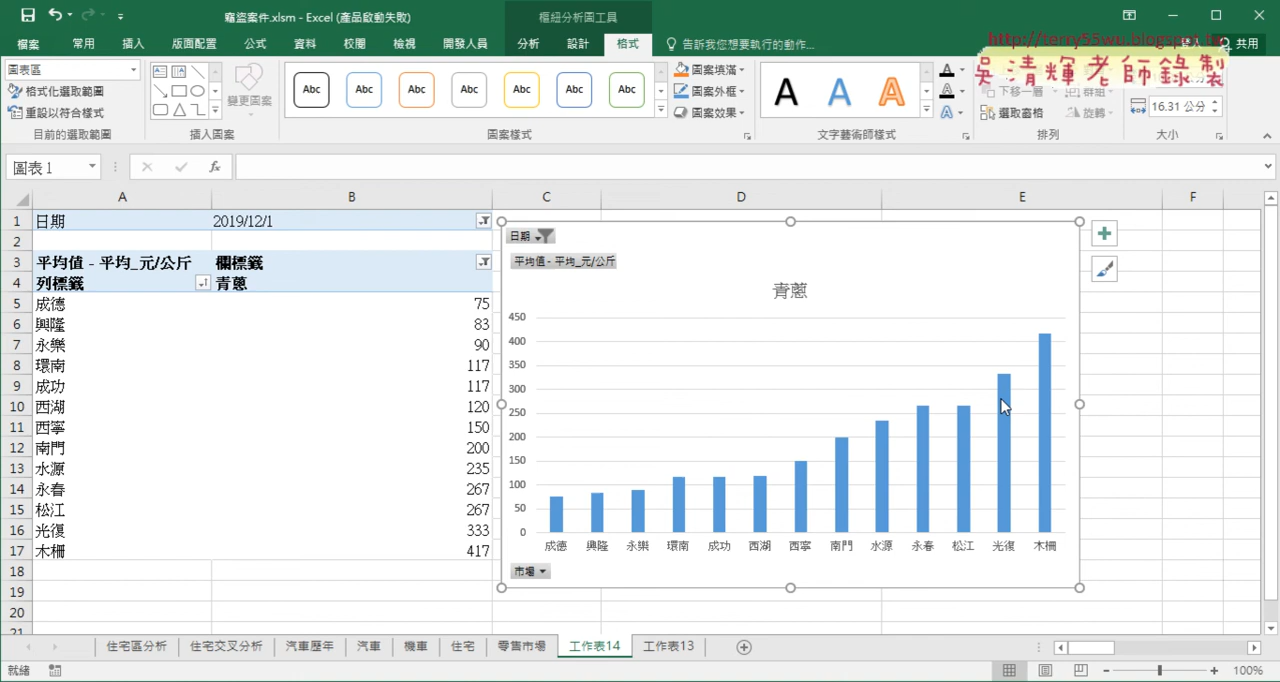 竊盜案件.xlsm - Excel (產品啟動失敗)
樞紐分析圖工具
http://terry55wu.blogspot.tw
檔案 常用 插入 版面配置 公式 資料 校閱 檢視 開發人員 分析 設計 格式 告訴我您想要執行的動作... 登入 共用
吳清輝老師錄製
圖表區
格式化選取範圍
重設以符合樣式
目前的選取範圍
變更圖案
插入圖案
Abc Abc Abc Abc Abc Abc Abc
圖案填滿
圖案外框
圖案效果
圖案樣式
A A A
A
A
A
文字藝術師樣式
下移一層 群組
選取窗格 旋轉
排列
16.31 公分
大小
圖表 1
fx
A B C D E F
1 日期 2019/12/1
2
3 平均值 - 平均_元/公斤 欄標籤
4 列標籤 青蔥
5 成德 75
6 興隆 83
7 永樂 90
8 環南 117
9 成功 117
10 西湖 120
11 西寧 150
12 南門 200
13 水源 235
14 永春 267
15 松江 267
16 光復 333
17 木柵 417
18
19
20
21
日期
平均值 - 平均_元/公斤
青蔥
450
400
350
300
250
200
150
100
50
0
成德 興隆 永樂 環南 成功 西湖 西寧 南門 水源 永春 松江 光復 木柵
市場
住宅區分析 住宅交叉分析 汽車歷年 汽車 機車 住宅 零售市場 工作表14 工作表13
就緒
100%